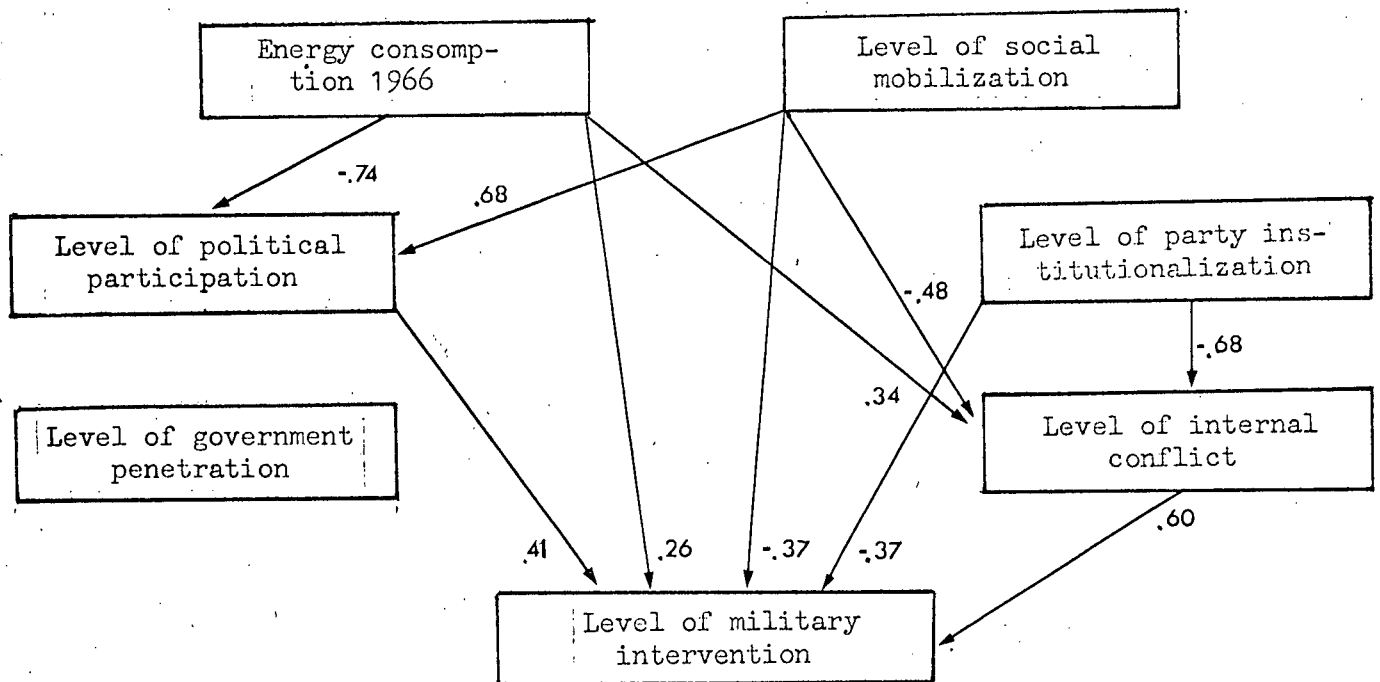 Energy consomp-
tion 1966
Level of social
mobilization
-.74
.68
Level of political
participation
Level of party ins-
titutionalization
-.48
-.68
.34
Level of government
penetration
Level of internal
conflict
.41
.26
-.37
-.37
.60
Level of military
intervention